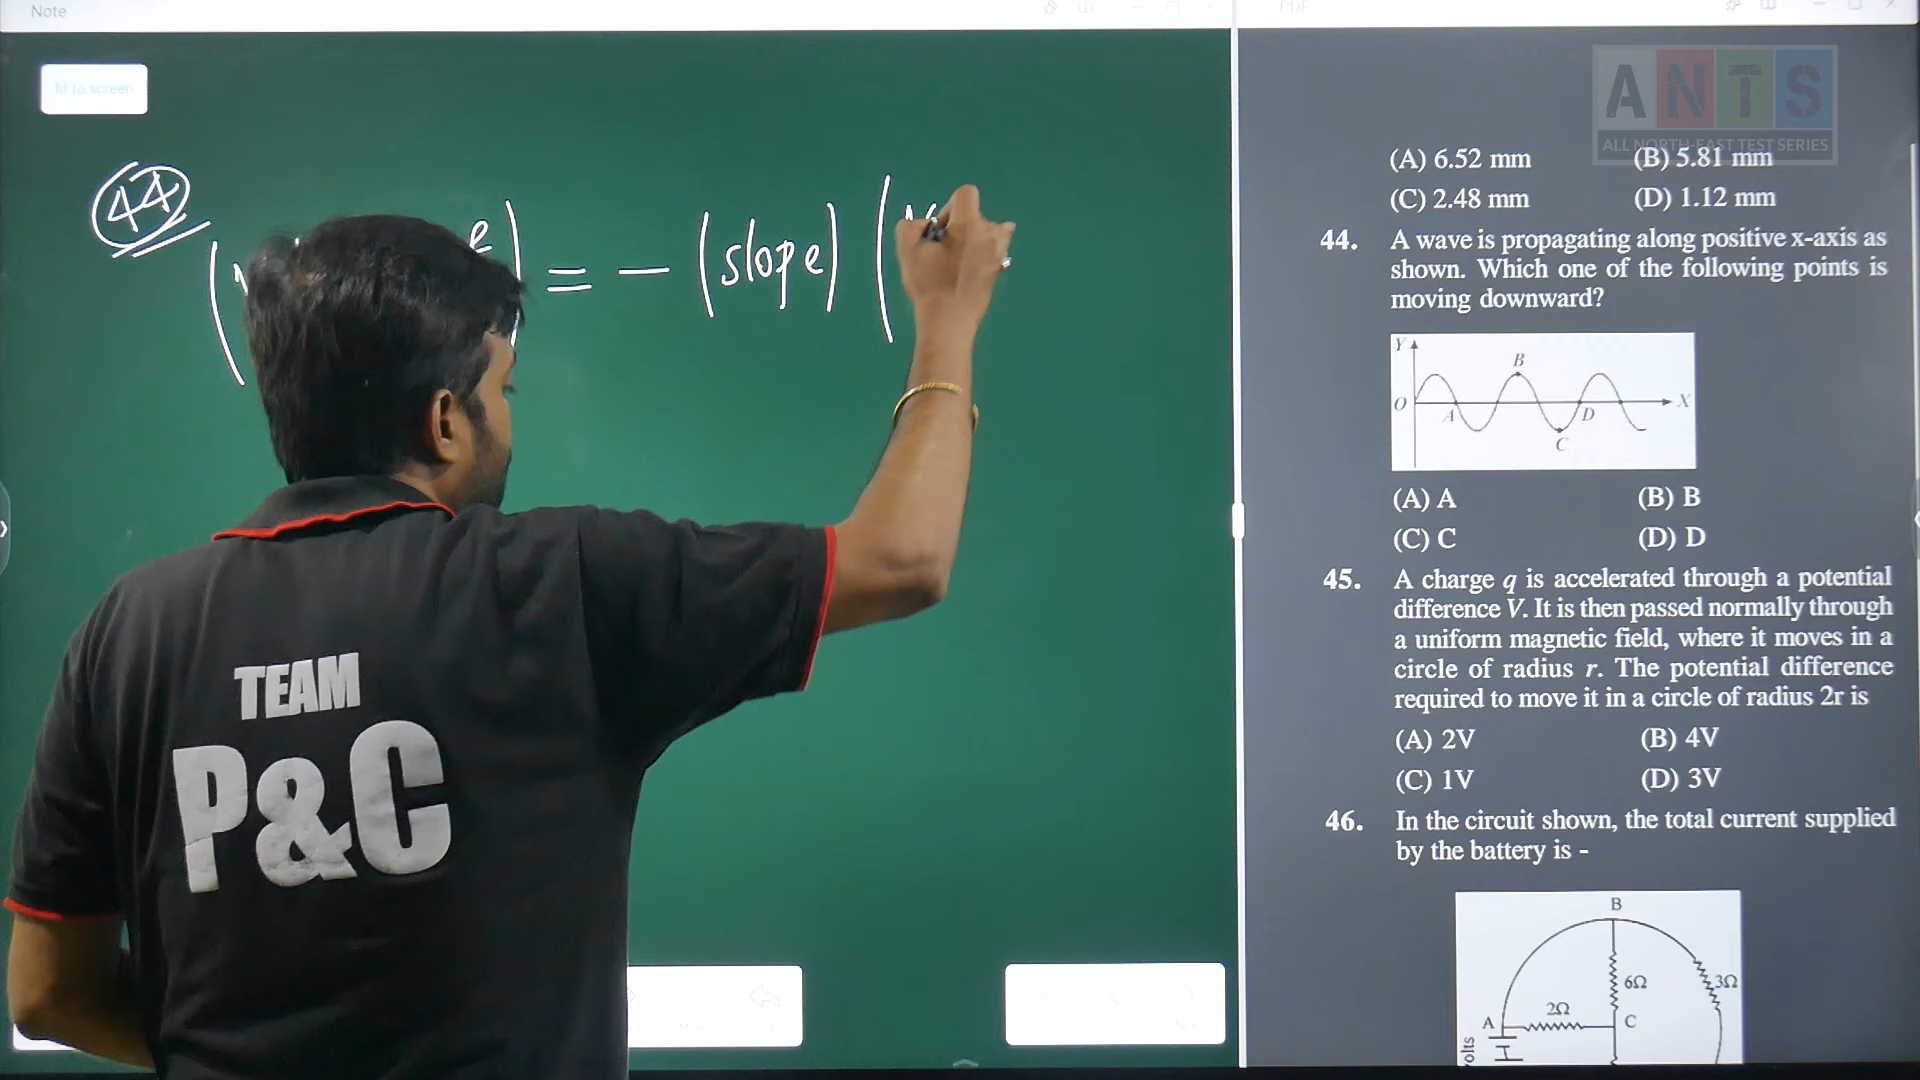 Note
PDF
fit to screen
ANTS
ALL NORTH-EAST TEST SERIES
44
= - (slope) (
TEAM
P&C
(A) 6.52 mm (B) 5.81 mm
(C) 2.48 mm (D) 1.12 mm
44. A wave is propagating along positive x-axis as
shown. Which one of the following points is
moving downward?
Y
B
O A D X
C
(A) A (B) B
(C) C (D) D
45. A charge q is accelerated through a potential
difference V. It is then passed normally through
a uniform magnetic field, where it moves in a
circle of radius r. The potential difference
required to move it in a circle of radius 2r is
(A) 2V (B) 4V
(C) 1V (D) 3V
46. In the circuit shown, the total current supplied
by the battery is -
B
6Ω 3Ω
2Ω
A C
olts